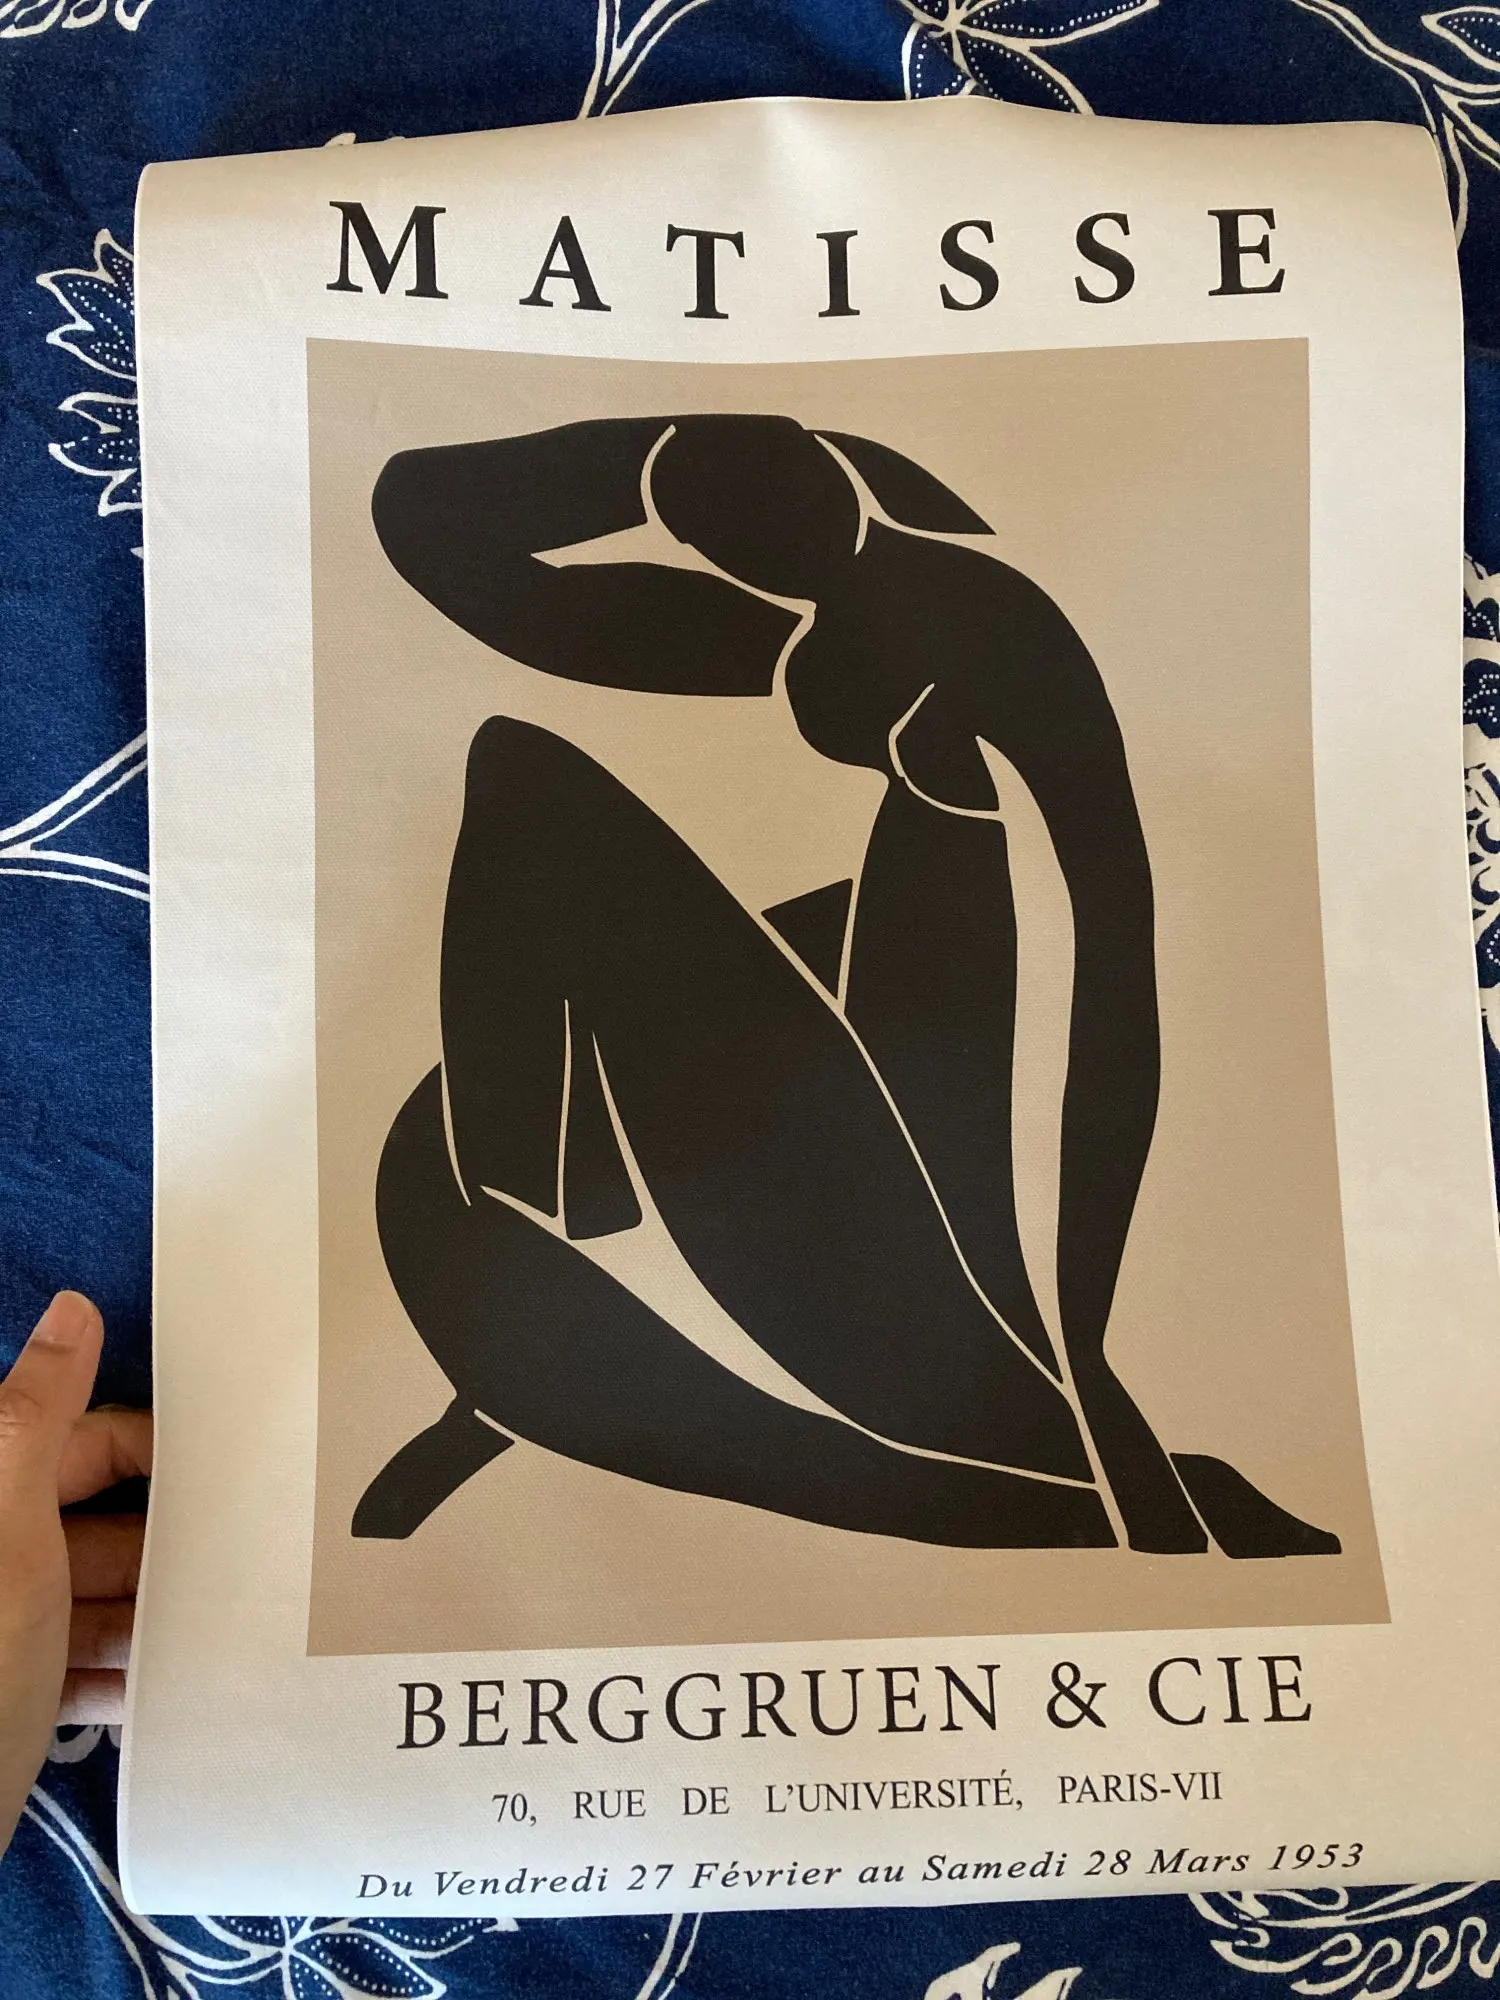 MATISSE
BERGGRUEN & CIE
70, RUE DE L'UNIVERSITÉ, PARIS-VII
Du Vendredi 27 Février au Samedi 28 Mars 1953